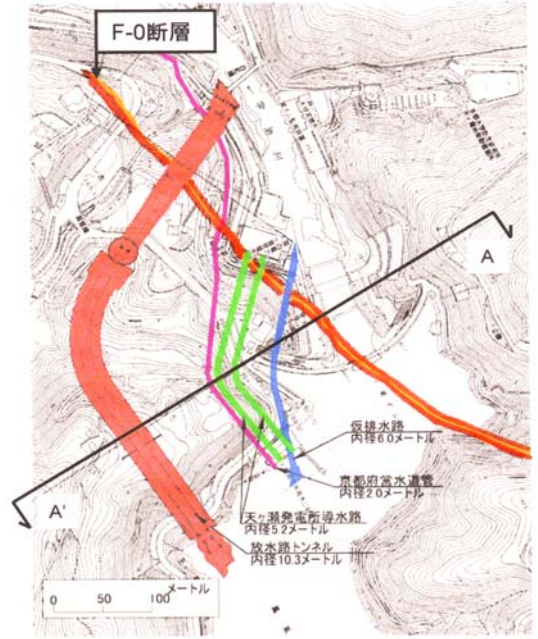 F-0断層
A
仮排水路
内径6.0メートル
京都府営水道管
内径2.0メートル
天ヶ瀬発電所導水路
内径5.2メートル
放水路トンネル
内径10.3メートル
A'
メートル
0 50 100